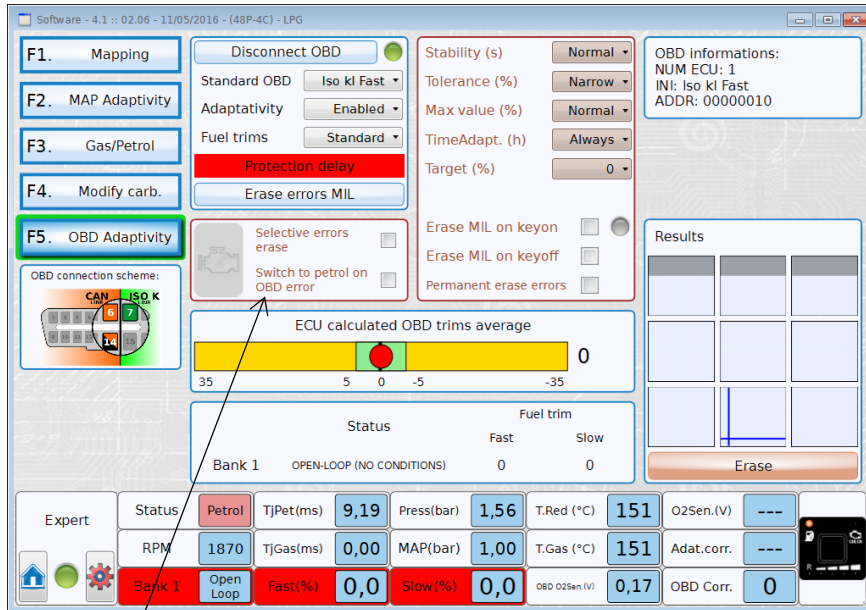 Software - 4.1 :: 02.06 - 11/05/2016 - (48P-4C) - LPG
F1. Mapping
F2. MAP Adaptivity
F3. Gas/Petrol
F4. Modify carb.
F5. OBD Adaptivity
OBD connection scheme:
CAN LINE
ISO K LINE
6 7
14 15
Disconnect OBD
Standard OBD Iso kl Fast
Adaptativity Enabled
Fuel trims Standard
Protection delay
Erase errors MIL
Selective errors
erase
Switch to petrol on
OBD error
Stability (s) Normal
Tolerance (%) Narrow
Max value (%) Normal
TimeAdapt. (h) Always
Target (%) 0
Erase MIL on keyon
Erase MIL on keyoff
Permanent erase errors
OBD informations:
NUM ECU: 1
INI: Iso kl Fast
ADDR: 00000010
Results
Erase
ECU calculated OBD trims average
0
35 5 0 -5 -35
Status
Fuel trim
Fast Slow
Bank 1 OPEN-LOOP (NO CONDITIONS) 0 0
Expert
Status Petrol TjPet(ms) 9,19 Press(bar) 1,56 T.Red (°C) 151 O2Sen.(V) ---
RPM 1870 TjGas(ms) 0,00 MAP(bar) 1,00 T.Gas (°C) 151 Adat.corr. ---
Bank 1 Open Loop Fast(%) 0,0 Slow(%) 0,0 OBD O2Sen.(V) 0,17 OBD Corr. 0
CHECK
R